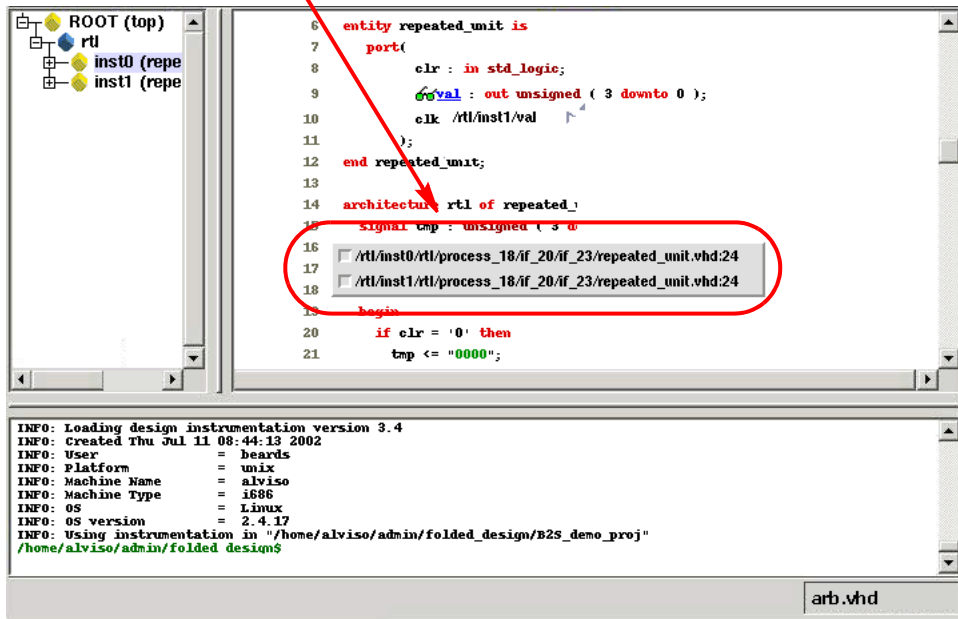 ROOT (top)
rtl
inst0 (repe
inst1 (repe
6 entity repeated_unit is
7 port(
8 clr : in std_logic;
9 val : out unsigned ( 3 downto 0 );
10 clk /rtl/inst1/val
11 );
12 end repeated_unit;
13
14 architecture rtl of repeated_
15 signal tmp : unsigned ( 3 do
16
/rtl/inst0/rtl/process_18/if_20/if_23/repeated_unit.vhd:24
17
/rtl/inst1/rtl/process_18/if_20/if_23/repeated_unit.vhd:24
18
19 begin
20 if clr = '0' then
21 tmp <= "0000";
INFO: Loading design instrumentation version 3.4
INFO: Created Thu Jul 11 08:44:13 2002
INFO: User = beards
INFO: Platform = unix
INFO: Machine Name = alviso
INFO: Machine Type = i686
INFO: OS = Linux
INFO: OS version = 2.4.17
INFO: Using instrumentation in "/home/alviso/admin/folded_design/B2S_demo_proj"
/home/alviso/admin/folded design$
arb.vhd